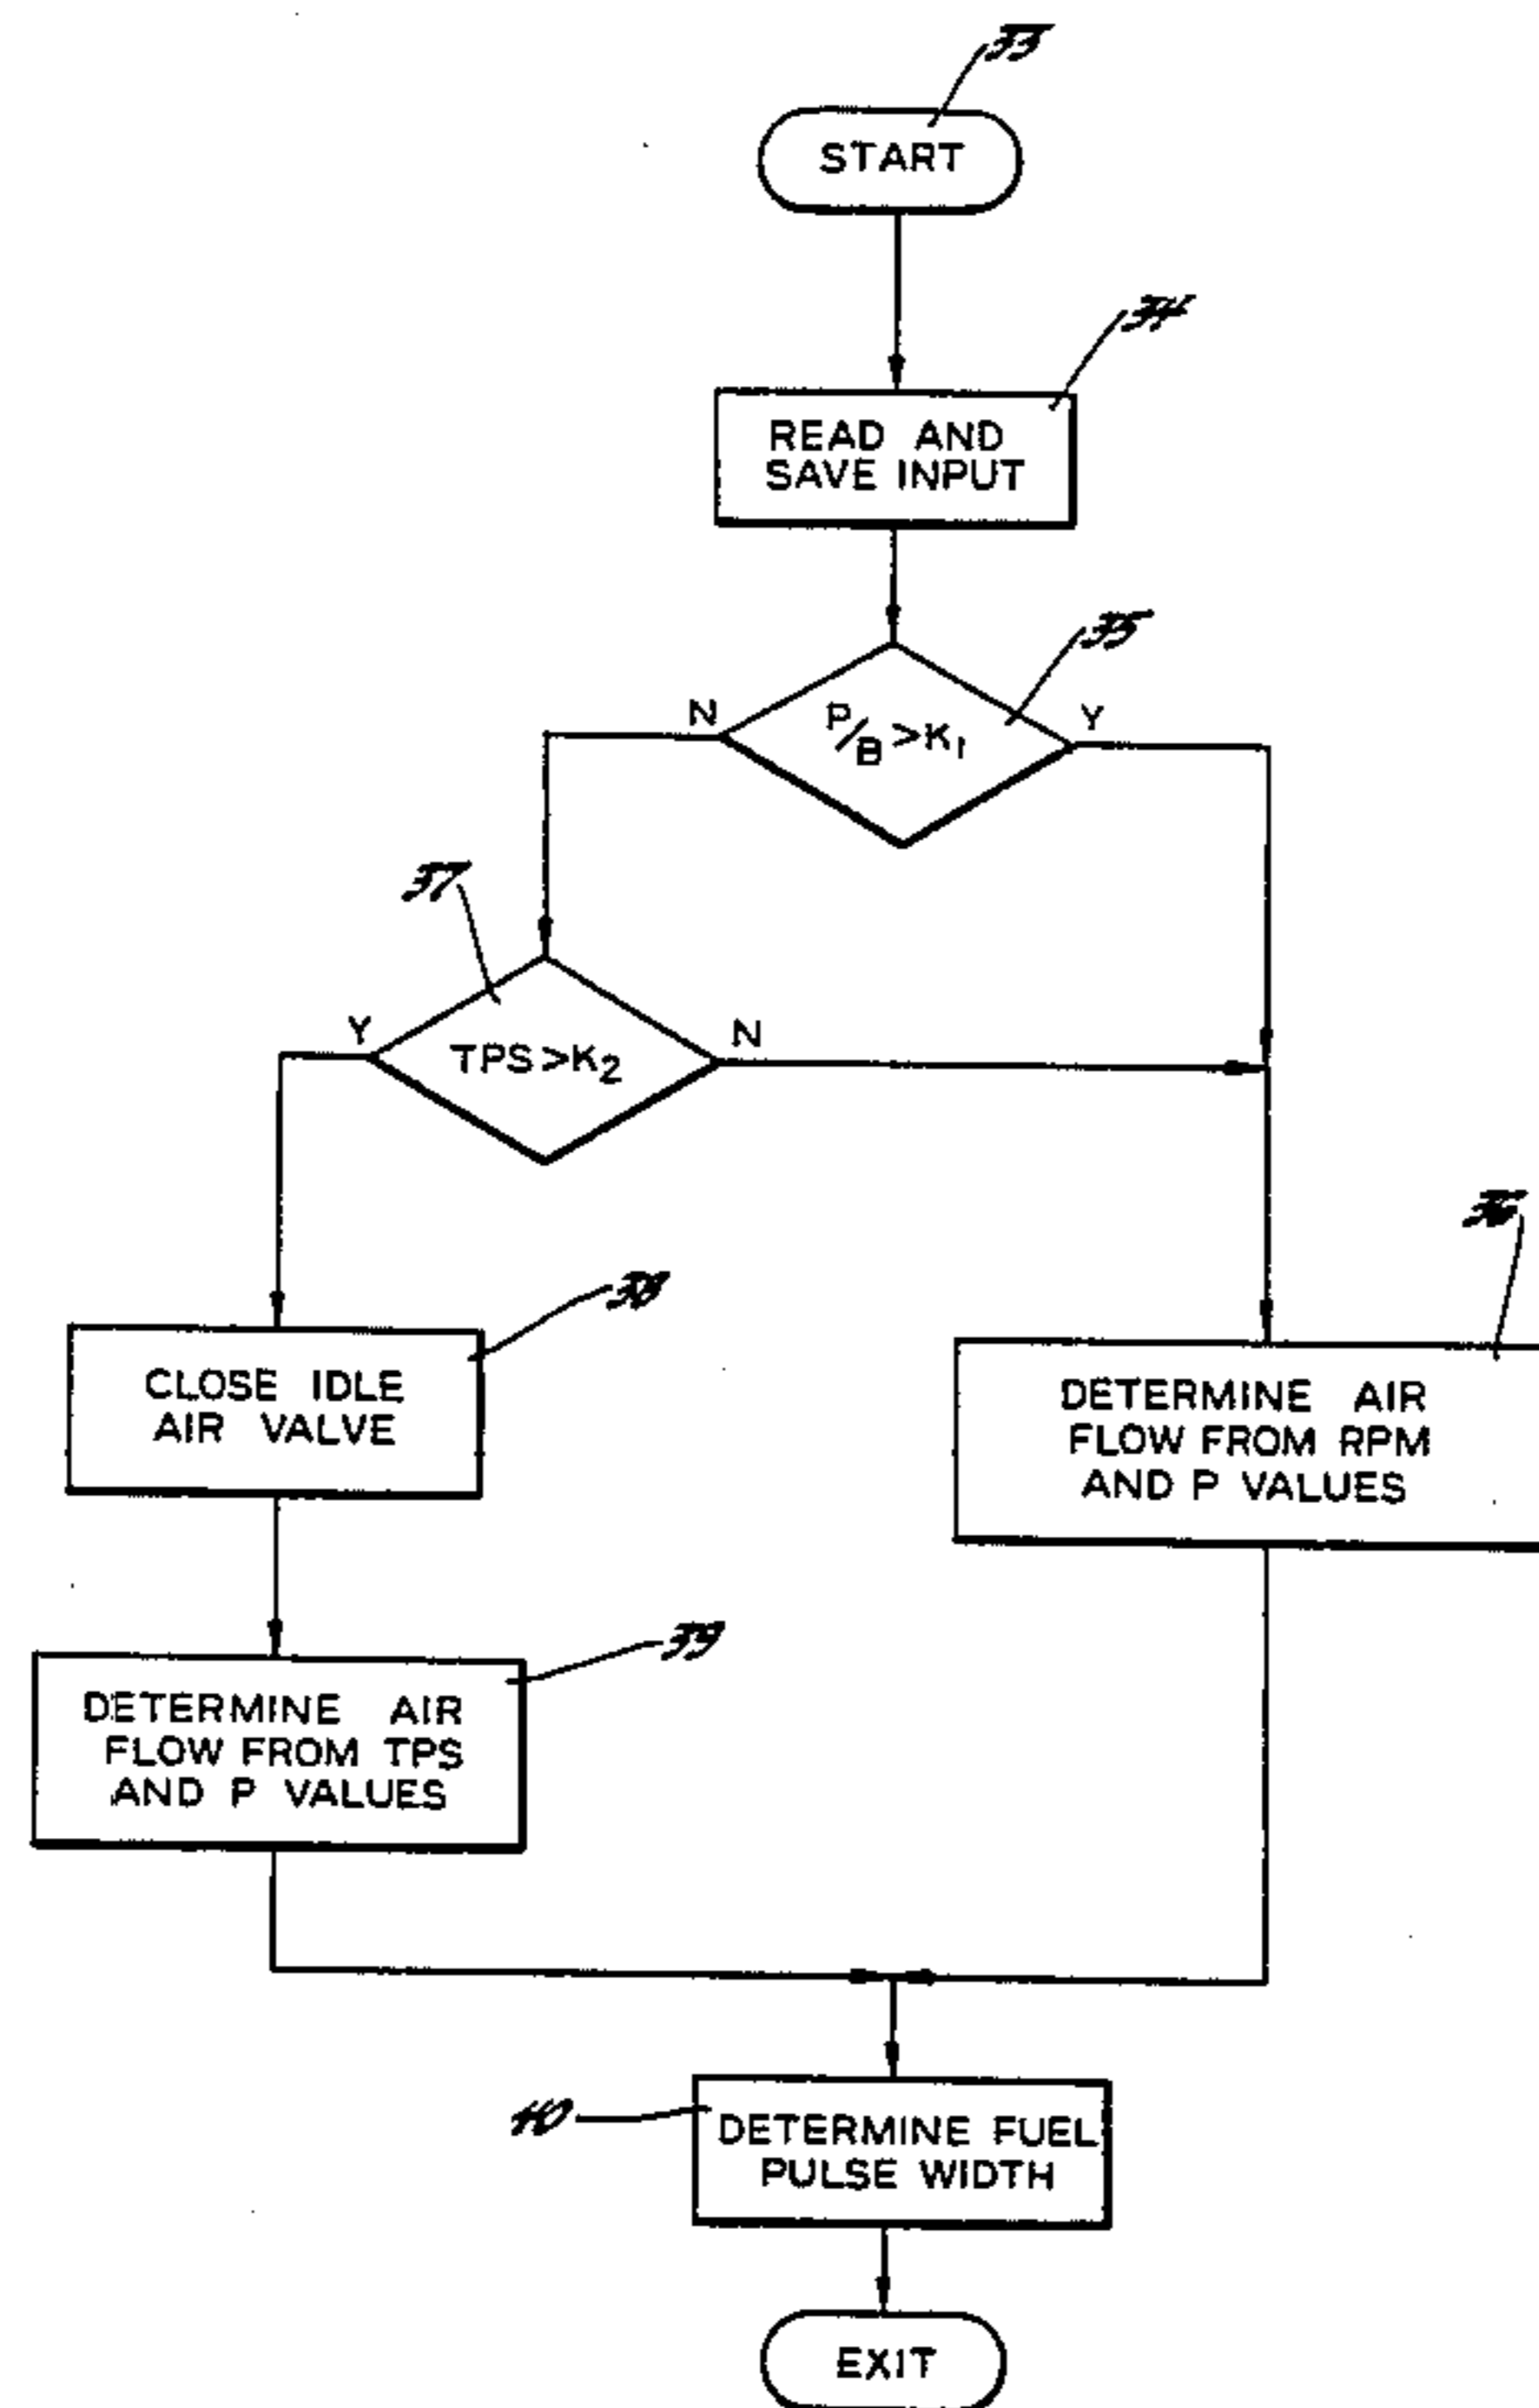 33
START
34
READ AND
SAVE INPUT
35
N
P/B >K1
Y
37
Y
TPS >K2
N
36
38
CLOSE IDLE
AIR VALVE
DETERMINE AIR
FLOW FROM RPM
AND P VALUES
39
DETERMINE AIR
FLOW FROM TPS
AND P VALUES
40
DETERMINE FUEL
PULSE WIDTH
EXIT